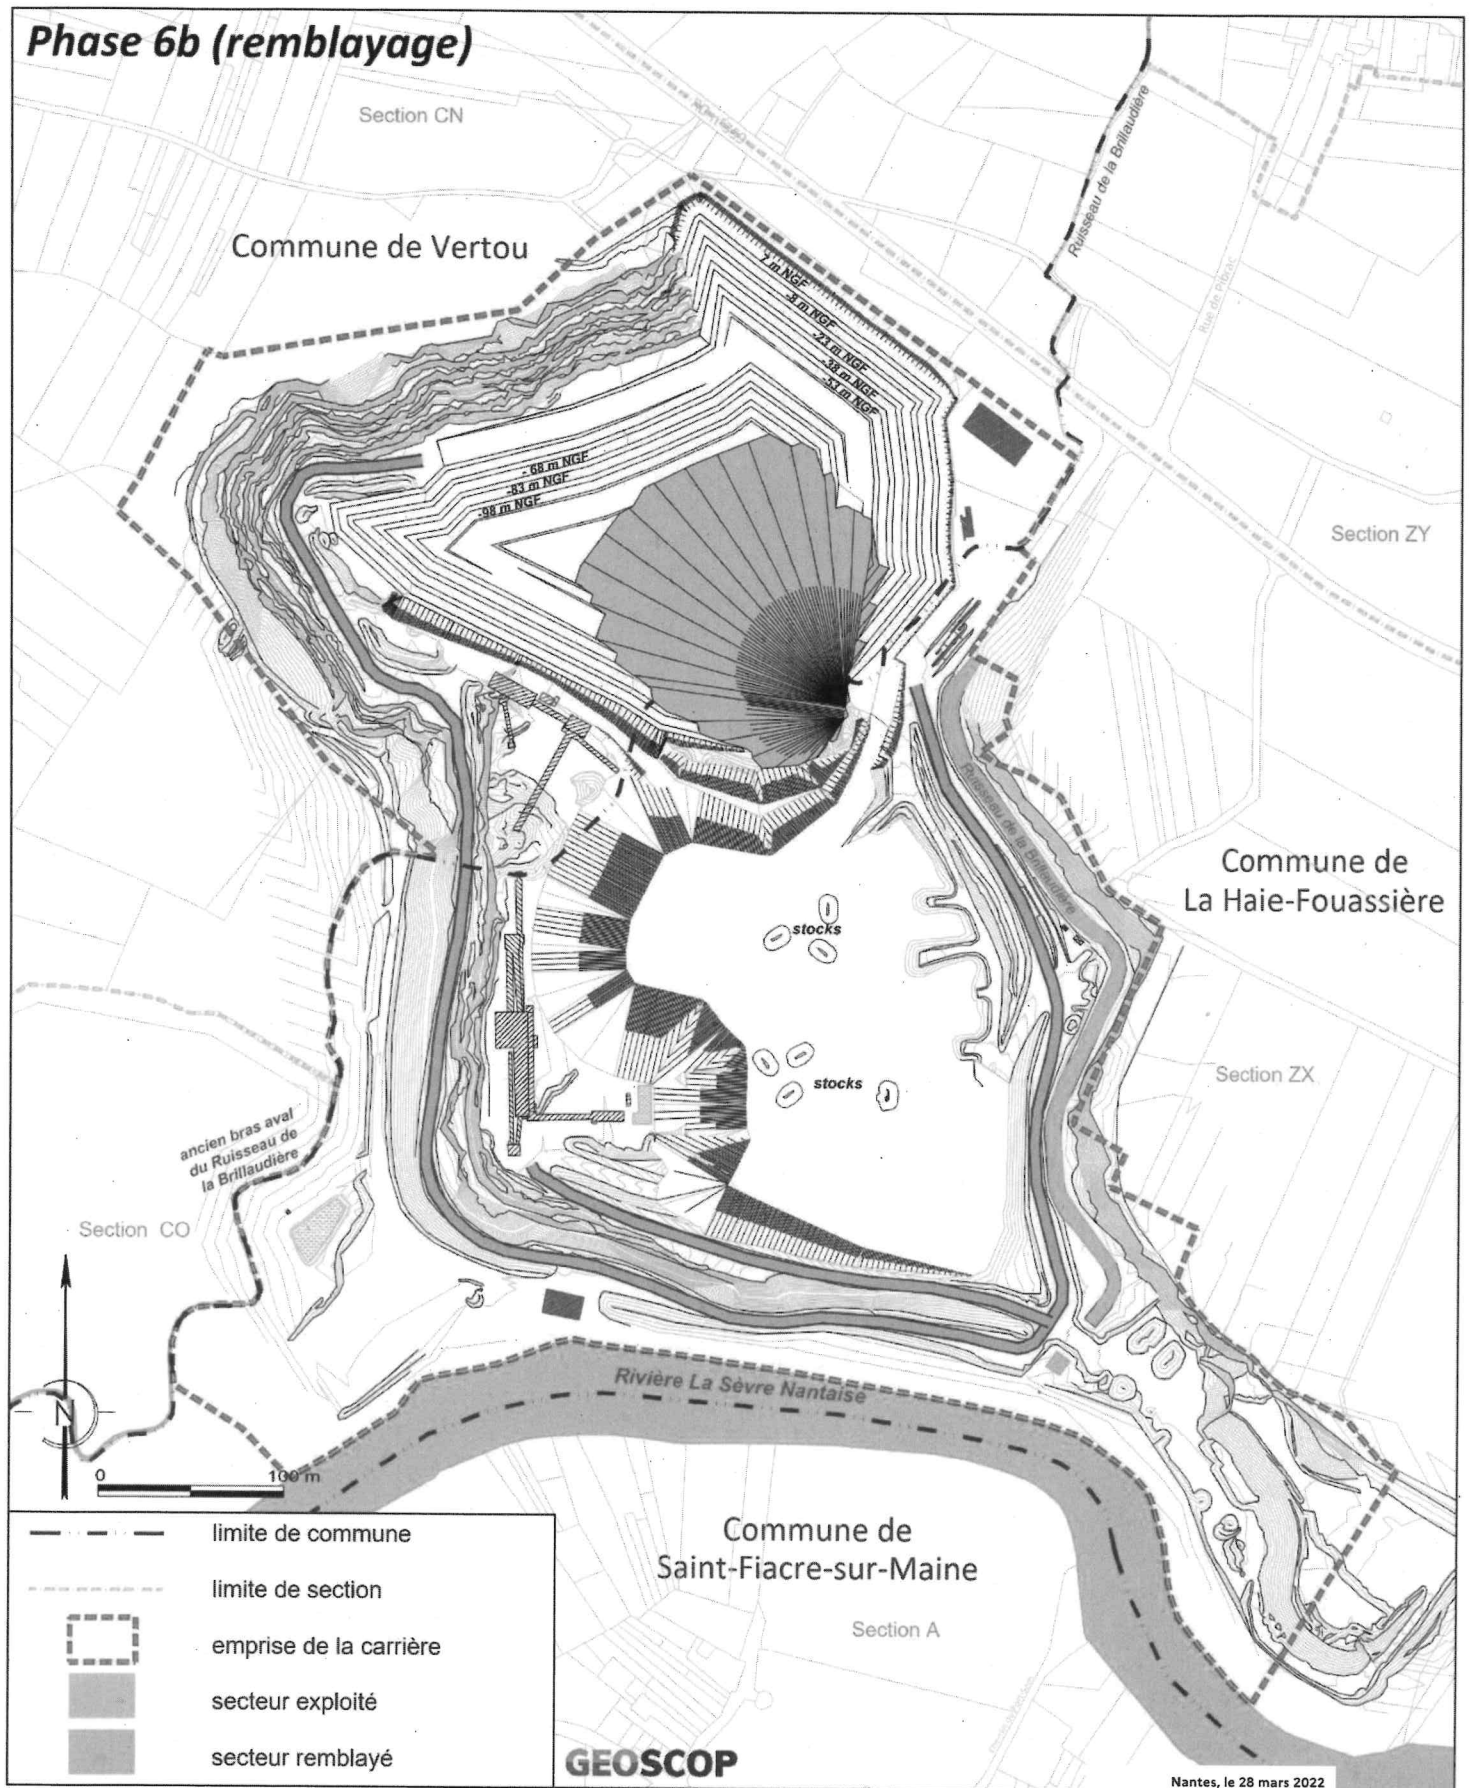 Phase 6b (remblayage)
Section CN
Ruisseau de la Brillaudière
Commune de Vertou
7 m NGF
-8 m NGF
-23 m NGF
-38 m NGF
-53 m NGF
Rue de Pibrac
- 68 m NGF
-83 m NGF
-98 m NGF
Section ZY
Ruisseau de la Brillaudière
Commune de
La Haie-Fouassière
stocks
stocks
Section ZX
ancien bras aval
du Ruisseau de
la Brillaudière
Section CO
Rivière La Sèvre Nantaise
N
0
100 m
limite de commune
limite de section
emprise de la carrière
secteur exploité
secteur remblayé
Commune de
Saint-Fiacre-sur-Maine
Section A
GEOSCOP
Nantes, le 28 mars 2022